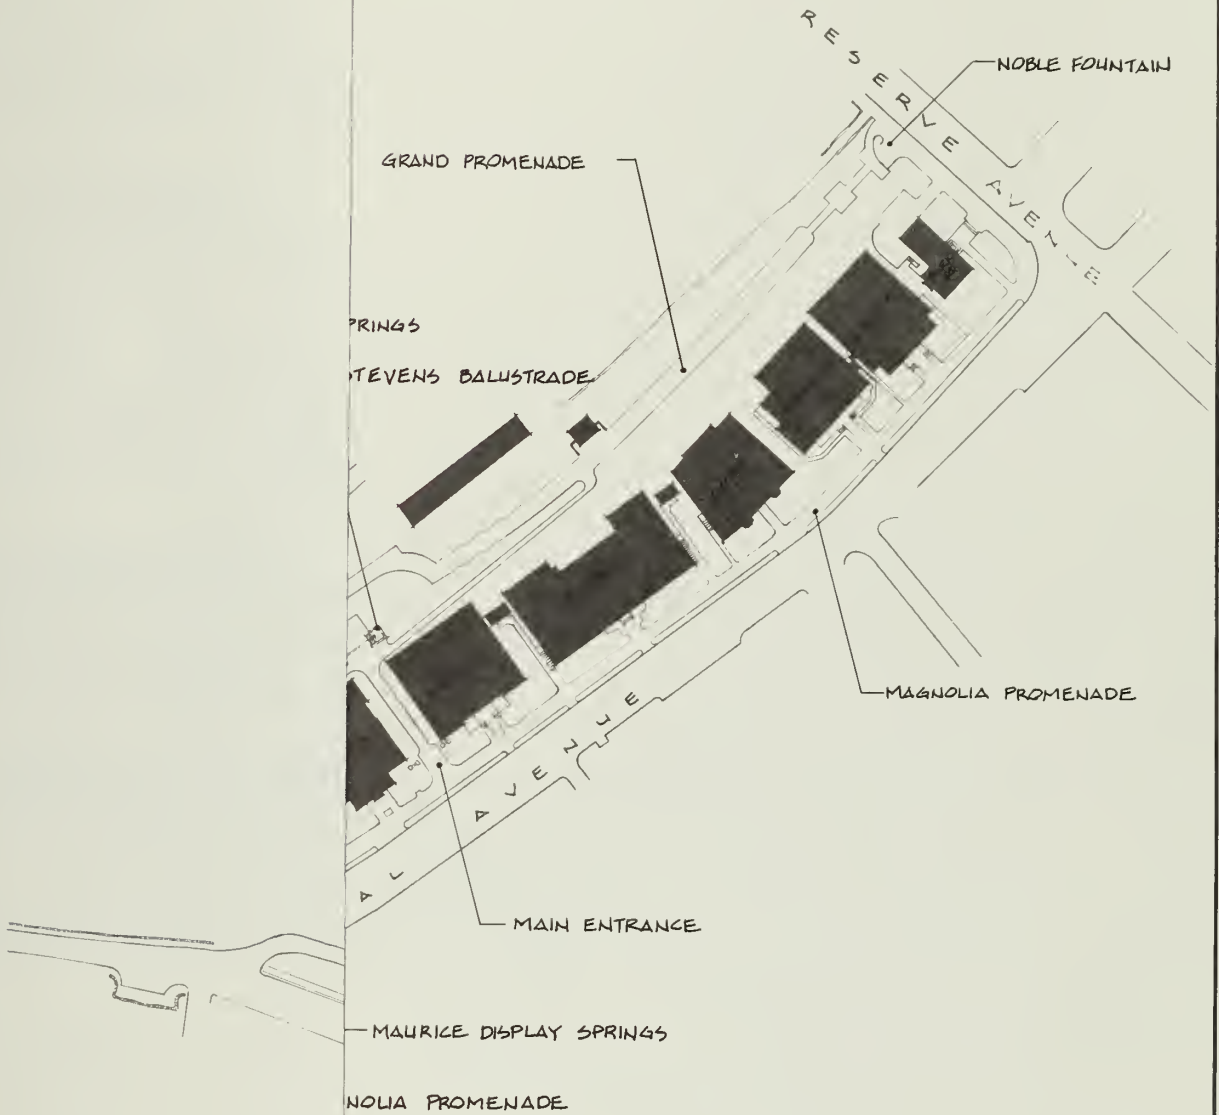 RESERVE AVENUE
NOBLE FOUNTAIN
GRAND PROMENADE
PRINGS
TEVENS BALUSTRADE
MAGNOLIA PROMENADE
AL AVENUE
MAIN ENTRANCE
MAURICE DISPLAY SPRINGS
NOLIA PROMENADE